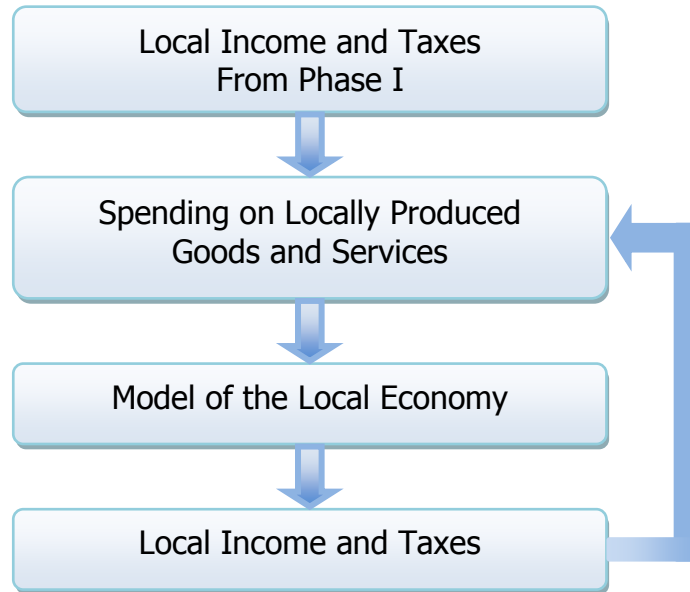 Local Income and Taxes
From Phase I
Spending on Locally Produced
Goods and Services
Model of the Local Economy
Local Income and Taxes